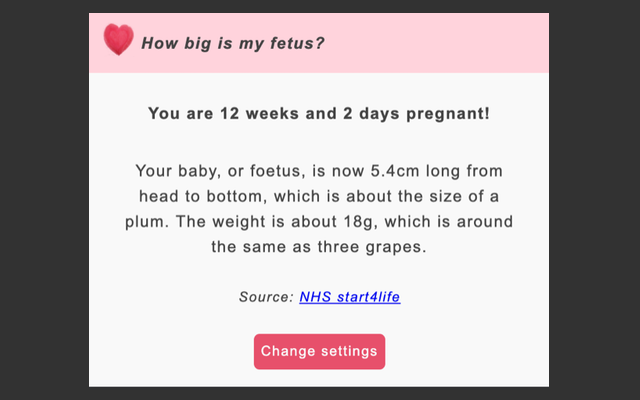 How big is my fetus?
You are 12 weeks and 2 days pregnant!
Your baby, or foetus, is now 5.4cm long from
head to bottom, which is about the size of a
plum. The weight is about 18g, which is around
the same as three grapes.
Source: NHS start4life
Change settings